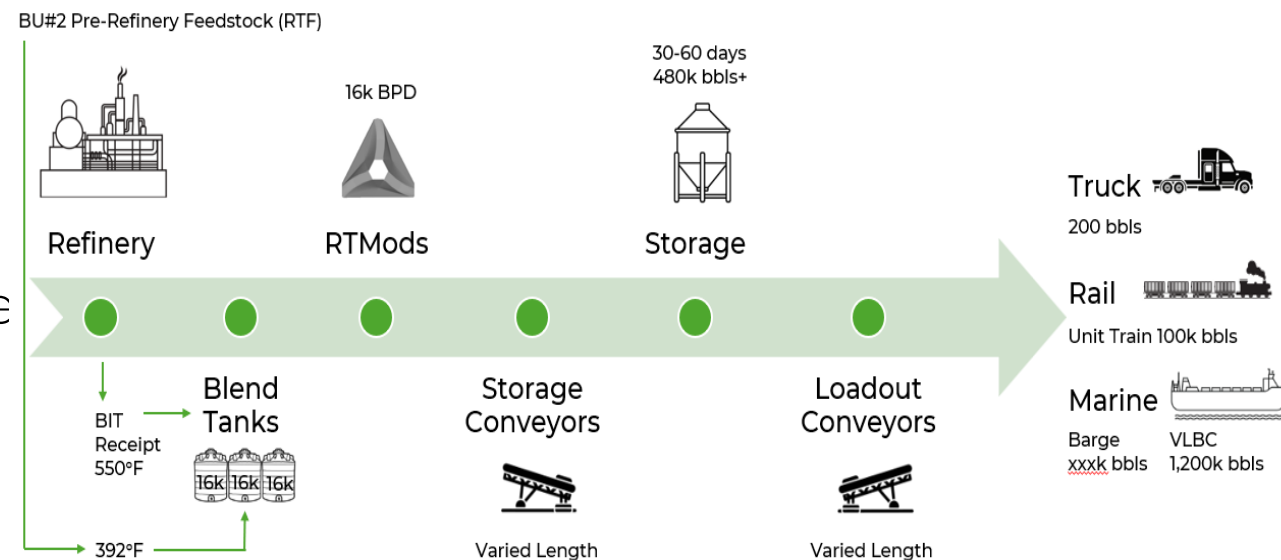 BU#2 Pre-Refinery Feedstock (RTF)
30-60 days
480k bbls+
16k BPD
Refinery
RTMods
Storage
Truck
200 bbls
Rail
Unit Train 100k bbls
Marine
Barge
xxxk bbls
VLBC
1,200k bbls
e
BIT
Receipt
550°F
Blend
Tanks
16k 16k 16k
392°F
Storage
Conveyors
Varied Length
Loadout
Conveyors
Varied Length